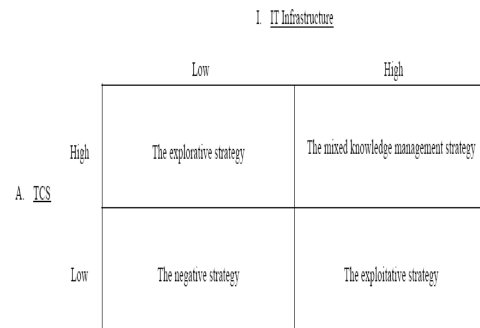 I. IT Infrastructure
Low High
High The explorative strategy The mixed knowledge management strategy
A. TCS
Low The negative strategy The exploitative strategy